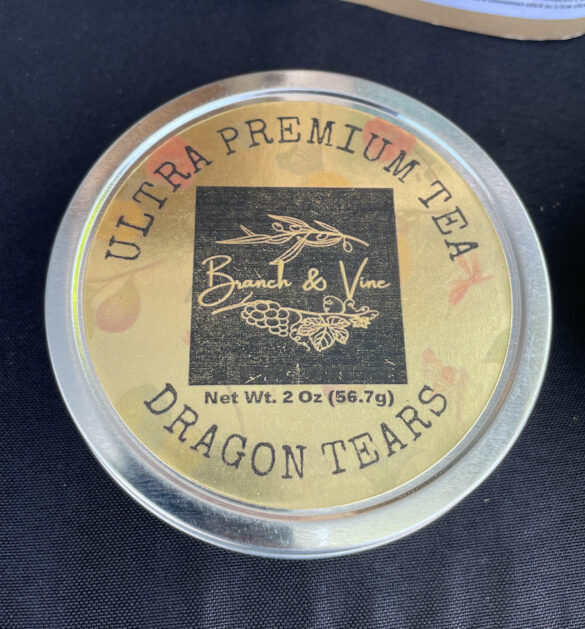 ULTRA PREMIUM TEA
Branch & Vine
Net Wt. 2 Oz (56.7g)
DRAGON TEARS